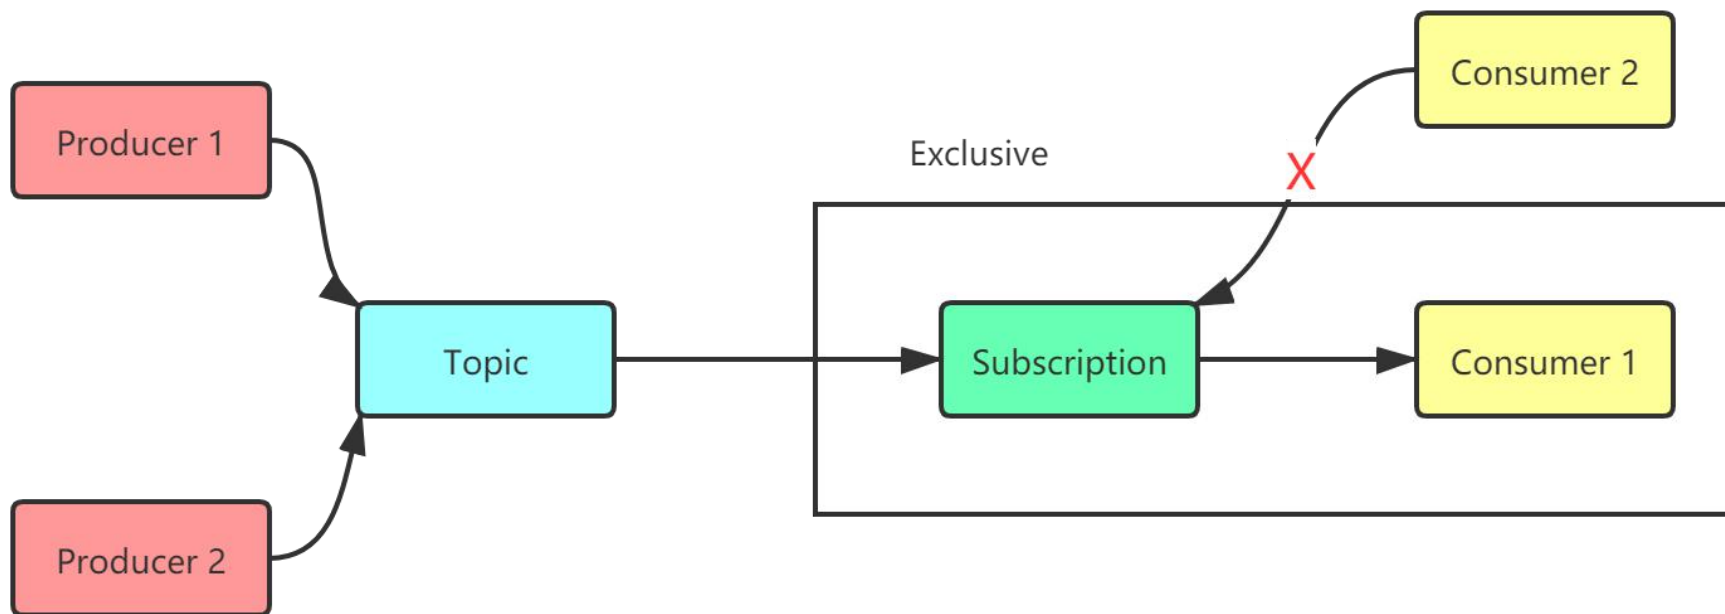 Consumer 2
Producer 1
Exclusive
X
Topic
Subscription
Consumer 1
Producer 2